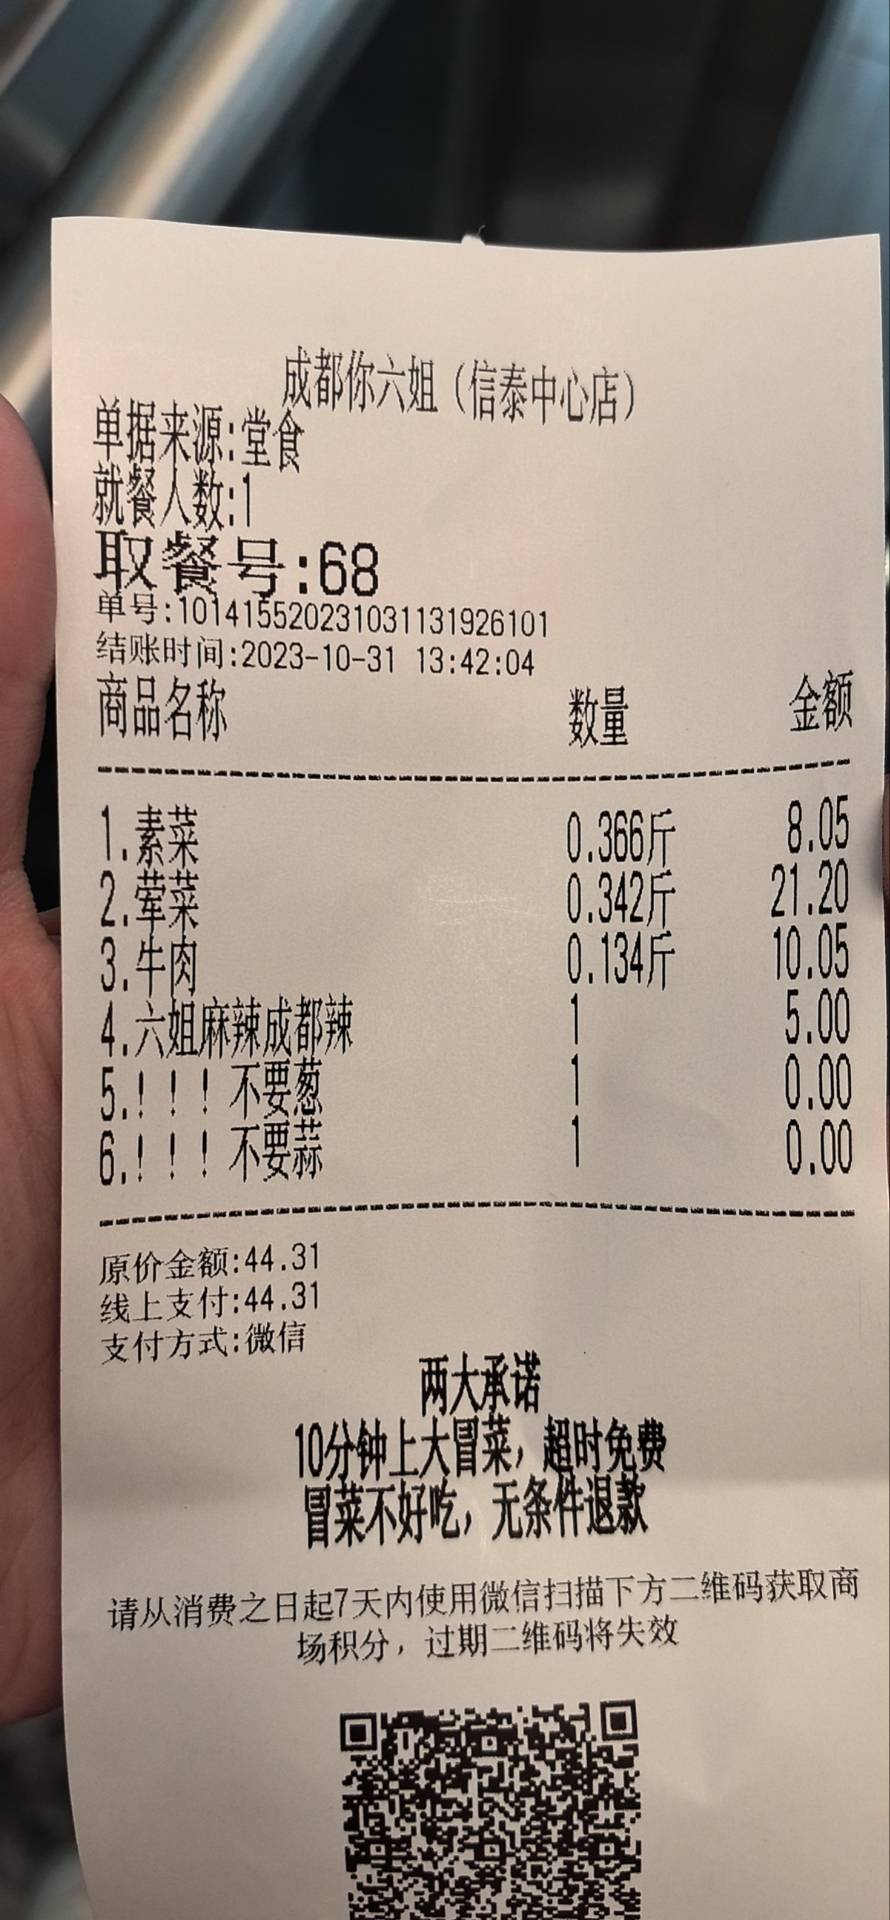 成都你六姐（信泰中心店）
单据来源:堂食
就餐人数:1
取餐号:68
单号:101415520231031131926101
结账时间:2023-10-31 13:42:04
商品名称 数量 金额
1.素菜 0.366斤 8.05
2.荤菜 0.342斤 21.20
3.牛肉 0.134斤 10.05
4.六姐麻辣成都辣 1 5.00
5.！！！不要葱 1 0.00
6.！！！不要蒜 1 0.00
原价金额:44.31
线上支付:44.31
支付方式:微信
两大承诺
10分钟上大冒菜，超时免费
冒菜不好吃，无条件退款
请从消费之日起7天内使用微信扫描下方二维码获取商
场积分，过期二维码将失效